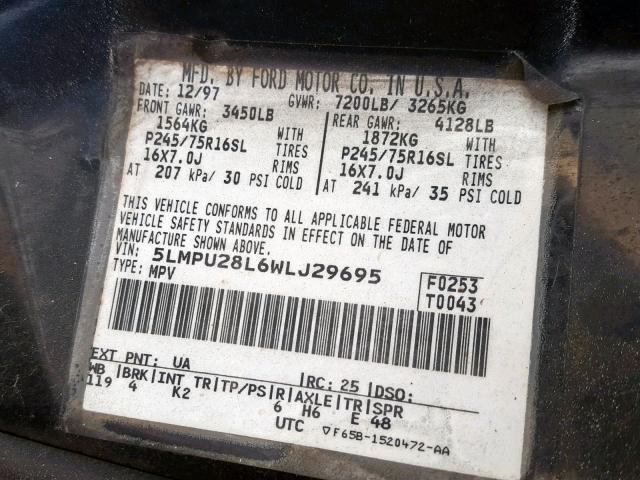 MFD. BY FORD MOTOR CO. IN U.S.A.
DATE: 12/97 GVWR: 7200LB/ 3265KG
FRONT GAWR: 3450LB REAR GAWR: 4128LB
1564KG WITH 1872KG WITH
P245/75R16SL TIRES P245/75R16SL TIRES
16X7.0J RIMS 16X7.0J RIMS
AT 207 kPa/ 30 PSI COLD AT 241 kPa/ 35 PSI COLD
THIS VEHICLE CONFORMS TO ALL APPLICABLE FEDERAL MOTOR
VEHICLE SAFETY STANDARDS IN EFFECT ON THE DATE OF
MANUFACTURE SHOWN ABOVE.
VIN: 5LMPU28L6WLJ29695 F0253
TYPE: MPV T0043
EXT PNT: UA RC: 25 DSO:
WB BRK INT TR TP/PS R AXLE TR SPR
119 4 K2 6 H6 E 48
UTC ▽F65B-1520472-AA